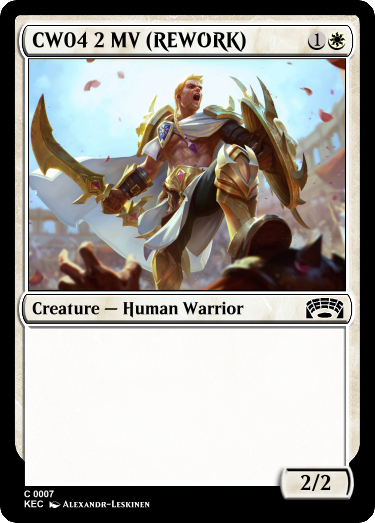 CW04 2 MV (REWORK) 1
Creature — Human Warrior
2/2
C 0007
KEC Alexandr-Leskinen